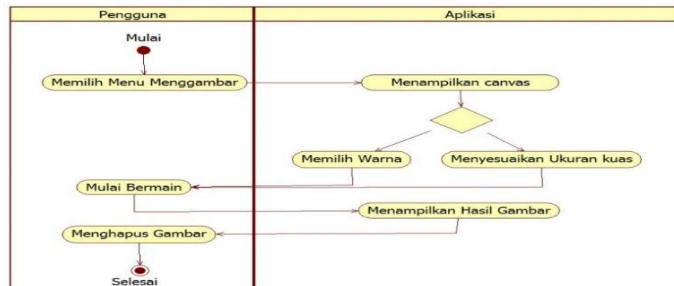 Pengguna
Aplikasi
Mulai
Memilih Menu Menggambar
Menampilkan canvas
Memilih Warna
Menyesuaikan Ukuran kuas
Mulai Bermain
Menampilkan Hasil Gambar
Menghapus Gambar
Selesai